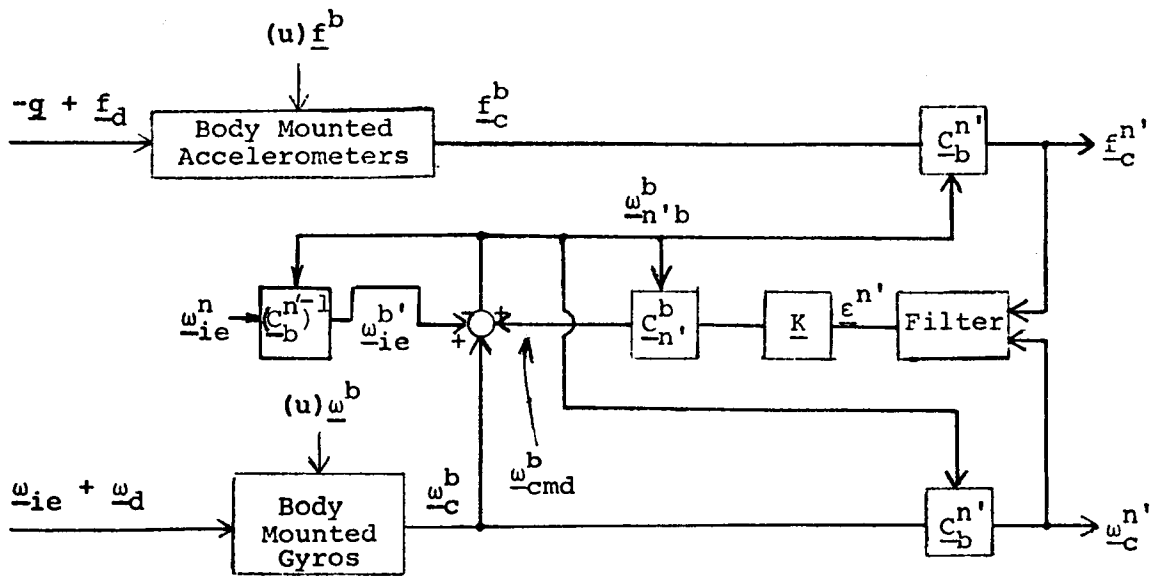 (u)f^b
-g + f_d
Body Mounted
Accelerometers
f_c^b
C_b^n'
f_c^n'
ω_n'b^b
ω_ie^n
(C_b^n')^-1
ω_ie^b'
-
+
+
C_n'^b
K
ε^n'
Filter
(u)ω^b
ω_cmd^b
ω_ie + ω_d
Body
Mounted
Gyros
ω_c^b
C_b^n'
ω_c^n'